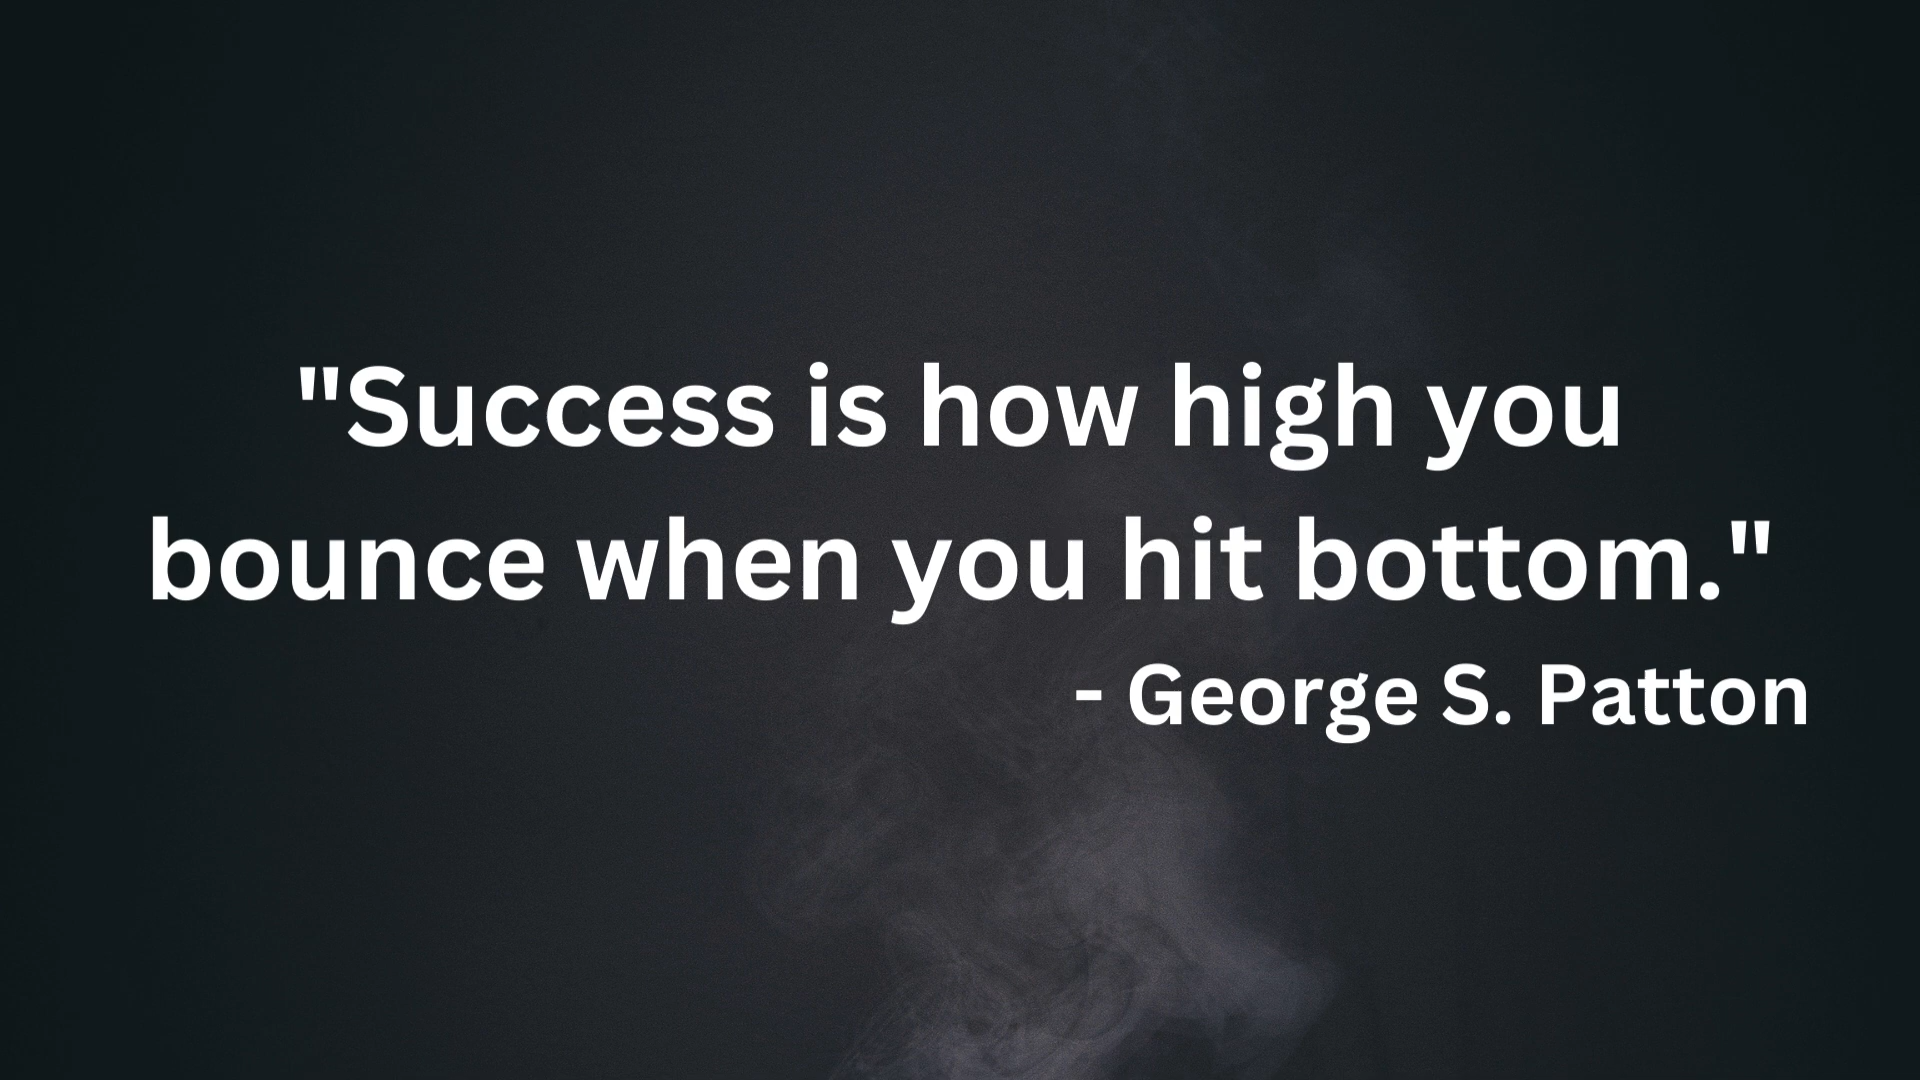 "Success is how high you
bounce when you hit bottom."
- George S. Patton